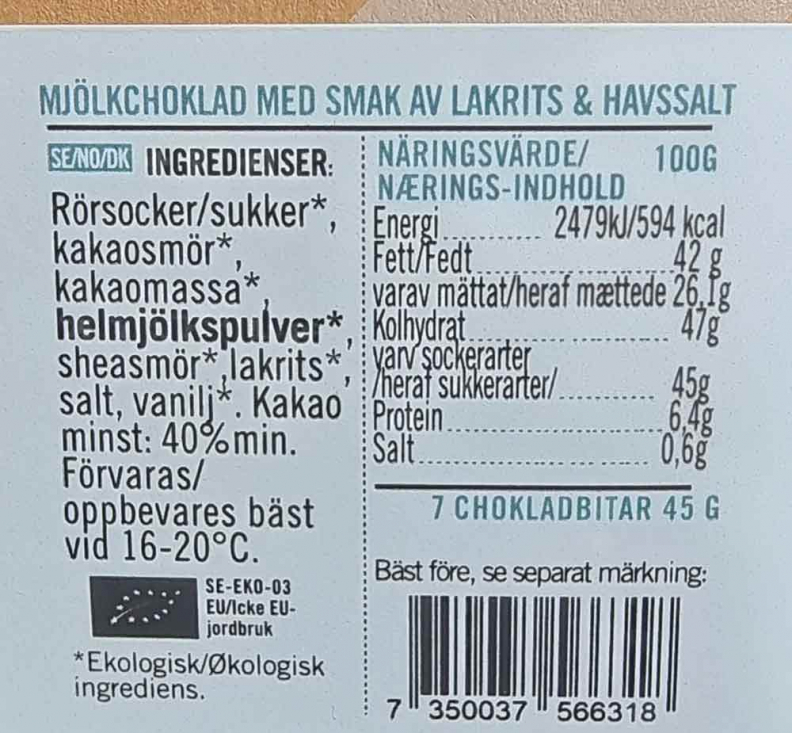 MJÖLKCHOKLAD MED SMAK AV LAKRITS & HAVSSALT
SE/NO/DK INGREDIENSER:
Rörsocker/sukker*,
kakaosmör*,
kakaomassa*,
helmjölkspulver*,
sheasmör*,lakrits*,
salt, vanilj*. Kakao
minst: 40%min.
Förvaras/
oppbevares bäst
vid 16-20°C.
SE-EKO-03
EU/Icke EU-
jordbruk
*Ekologisk/Økologisk
ingrediens.
NÄRINGSVÄRDE/ 100G
NÆRINGS-INDHOLD
Energi 2479kJ/594 kcal
Fett/Fedt 42 g
varav mättat/heraf mættede 26,1g
Kolhydrat 47g
varv sockerarter
/heraf sukkerarter/ 45g
Protein 6,4g
Salt 0,6g
7 CHOKLADBITAR 45 G
Bäst före, se separat märkning:
7 350037 566318